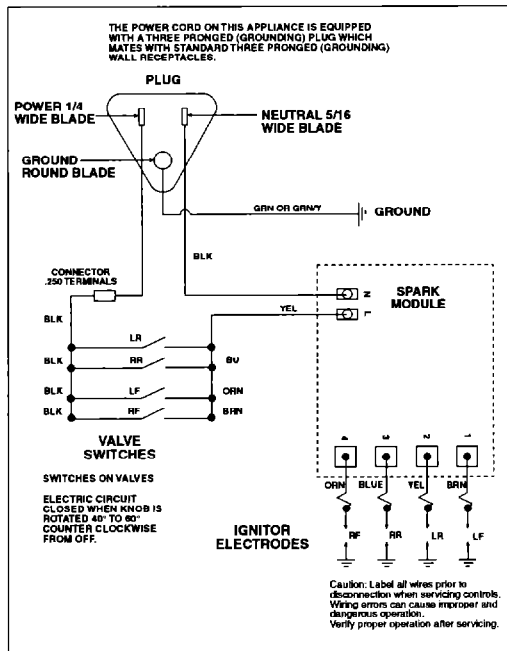 THE POWER CORD ON THIS APPLIANCE IS EQUIPPED
WITH A THREE PRONGED (GROUNDING) PLUG WHICH
MATES WITH STANDARD THREE PRONGED (GROUNDING)
WALL RECEPTACLES.
PLUG
POWER 1/4
WIDE BLADE
NEUTRAL 5/16
WIDE BLADE
GROUND
ROUND BLADE
GRN OR GRN/Y
GROUND
BLK
CONNECTOR
.250 TERMINALS
SPARK
MODULE
N
L
YEL
BLK
LR
BLK
RR
BU
BLK
LF
ORN
BLK
RF
BRN
VALVE
SWITCHES
4
3
2
1
ORN
BLUE
YEL
BRN
SWITCHES ON VALVES
ELECTRIC CIRCUIT
CLOSED WHEN KNOB IS
ROTATED 40° TO 60°
COUNTER CLOCKWISE
FROM OFF.
IGNITOR
ELECTRODES
RF
RR
LR
LF
Caution: Label all wires prior to
disconnection when servicing controls.
Wiring errors can cause improper and
dangerous operation.
Verify proper operation after servicing.